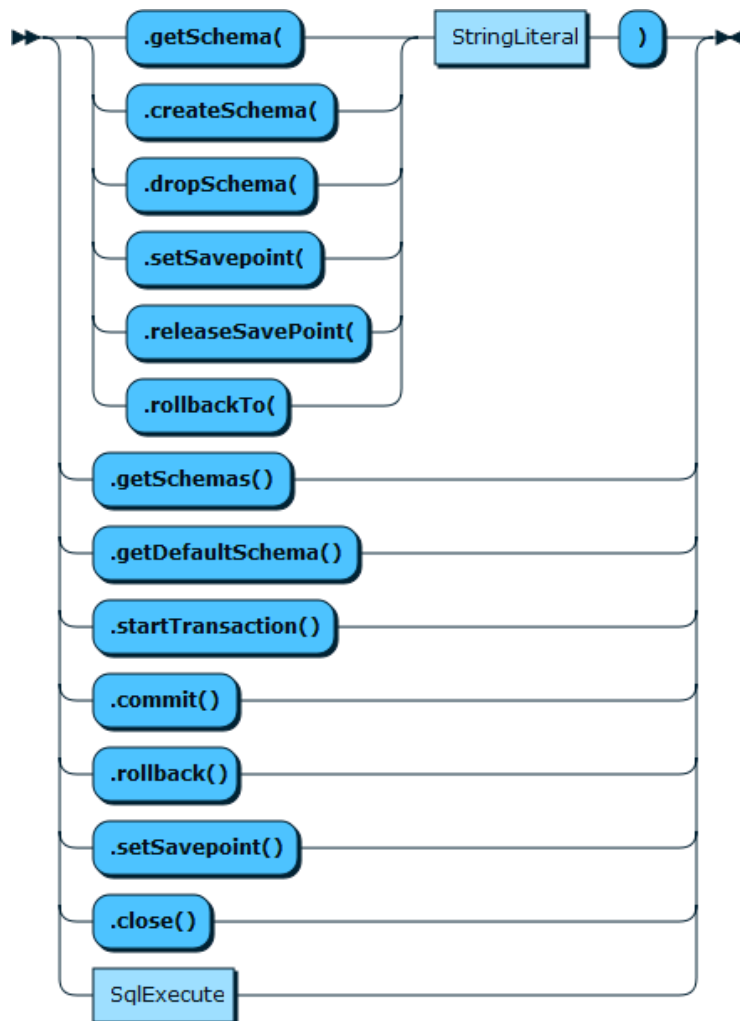 .getSchema( StringLiteral )
.createSchema(
.dropSchema(
.setSavepoint(
.releaseSavePoint(
.rollbackTo(
.getSchemas()
.getDefaultSchema()
.startTransaction()
.commit()
.rollback()
.setSavepoint()
.close()
SqlExecute